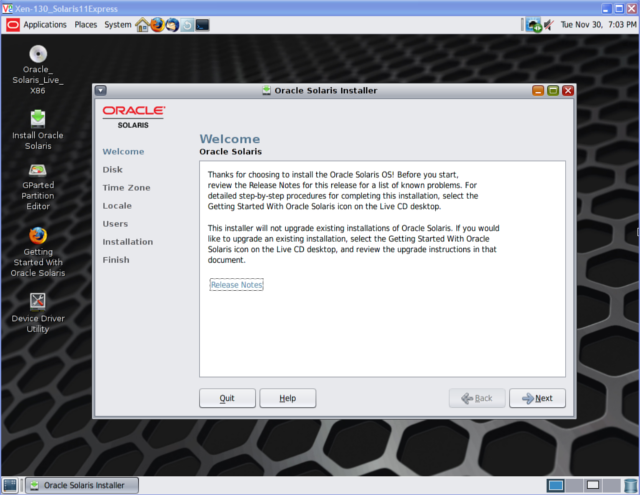 Xen-130_Solaris11Express
Applications Places System
Tue Nov 30, 7:03 PM
Oracle_
Solaris_Live_
X86
Install Oracle
Solaris
GParted
Partition
Editor
Getting
Started With
Oracle Solaris
Device Driver
Utility
Oracle Solaris Installer
ORACLE
SOLARIS
Welcome
Disk
Time Zone
Locale
Users
Installation
Finish
Welcome
Oracle Solaris
Thanks for choosing to install the Oracle Solaris OS! Before you start,
review the Release Notes for this release for a list of known problems. For
detailed step-by-step procedures for completing this installation, select the
Getting Started With Oracle Solaris icon on the Live CD desktop.
This installer will not upgrade existing installations of Oracle Solaris. If you would
like to upgrade an existing installation, select the Getting Started With Oracle
Solaris icon on the Live CD desktop, and review the upgrade instructions in that
document.
Release Notes
Quit
Help
Back
Next
Oracle Solaris Installer